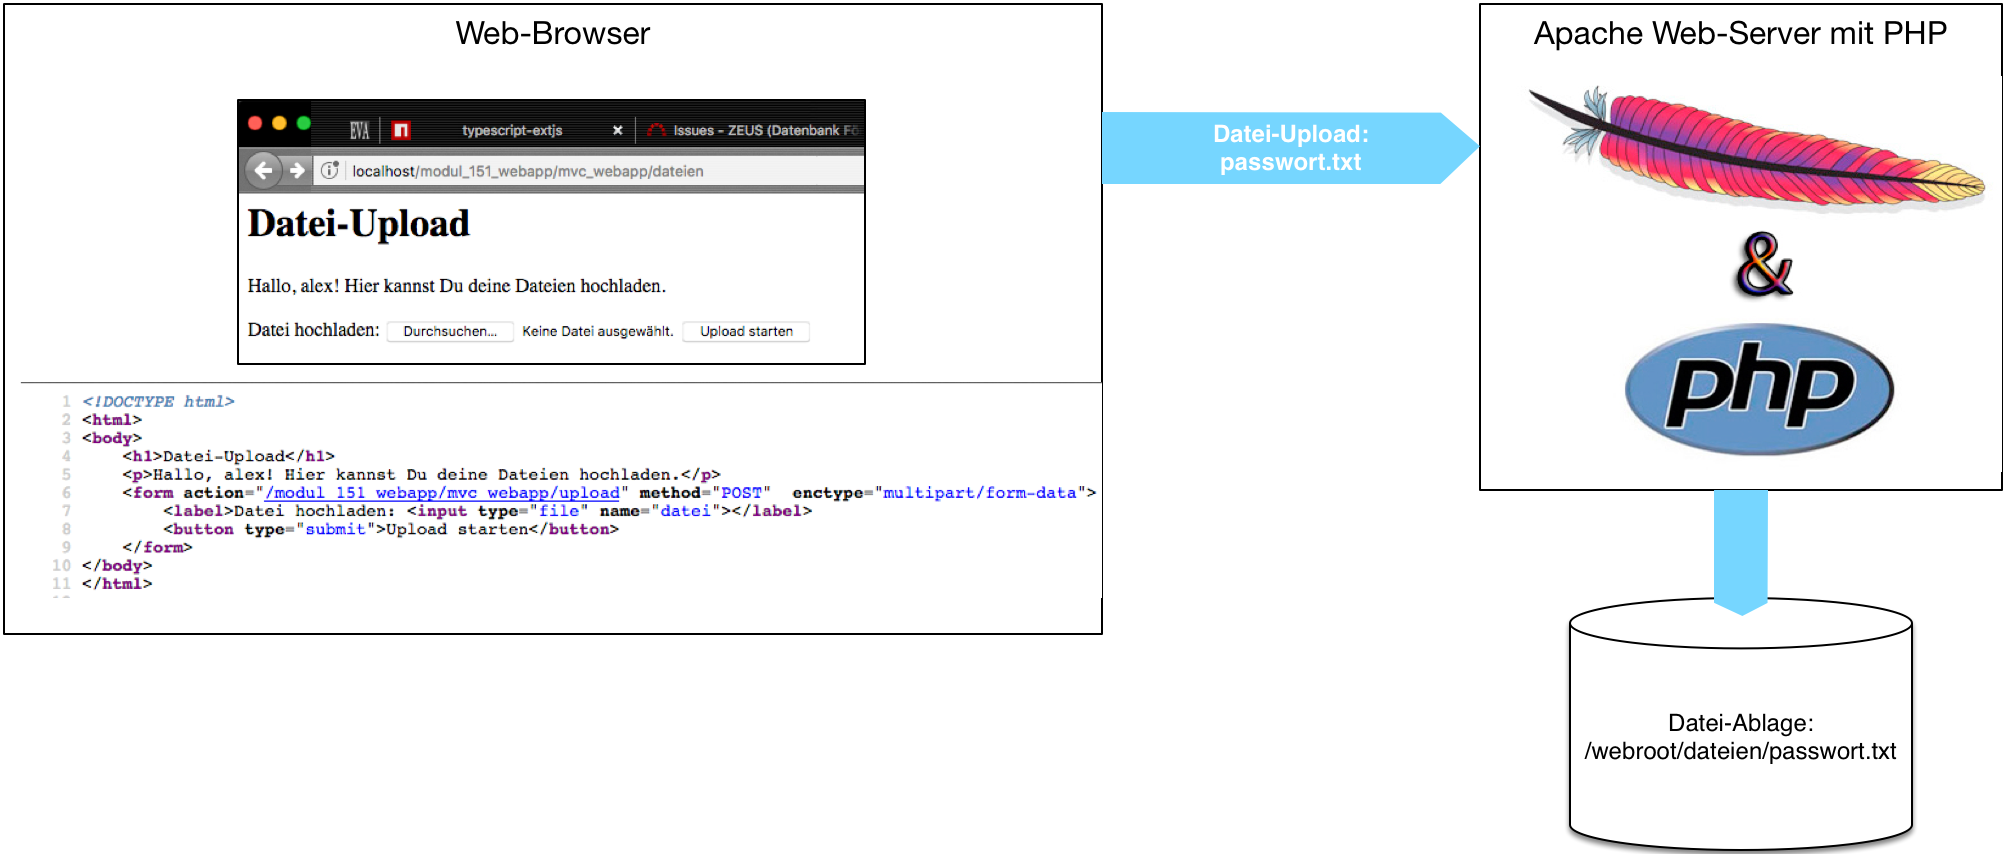 Web-Browser
EVA
typescript-extjs ×
Issues - ZEUS (Datenbank Fö
localhost/modul_151_webapp/mvc_webapp/dateien
Datei-Upload
Hallo, alex! Hier kannst Du deine Dateien hochladen.
Datei hochladen: Durchsuchen... Keine Datei ausgewählt. Upload starten
1 <!DOCTYPE html>
2 <html>
3 <body>
4 <h1>Datei-Upload</h1>
5 <p>Hallo, alex! Hier kannst Du deine Dateien hochladen.</p>
6 <form action="/modul_151_webapp/mvc_webapp/upload" method="POST" enctype="multipart/form-data">
7 <label>Datei hochladen: <input type="file" name="datei"></label>
8 <button type="submit">Upload starten</button>
9 </form>
10 </body>
11 </html>
Datei-Upload:
passwort.txt
Apache Web-Server mit PHP
&
php
Datei-Ablage:
/webroot/dateien/passwort.txt